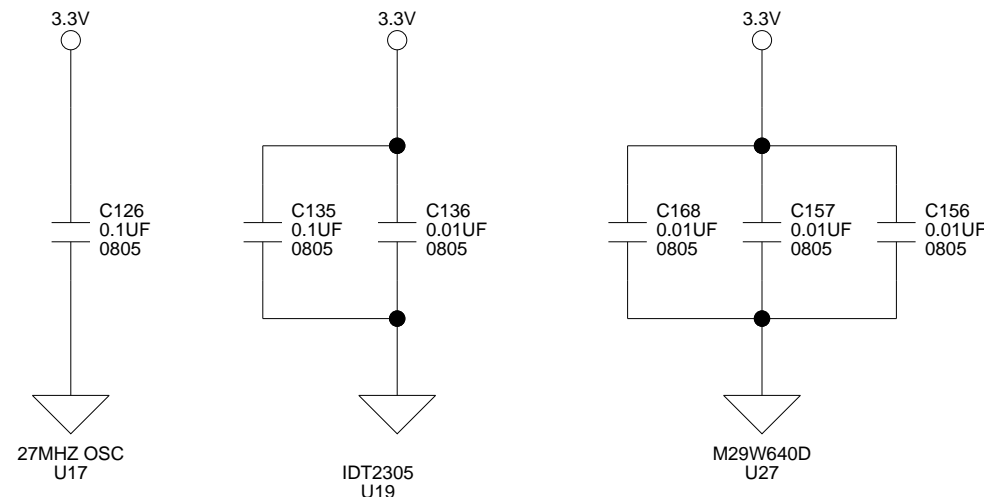 3.3V
3.3V
3.3V
C126
0.1UF
0805
C135
0.1UF
0805
C136
0.01UF
0805
C168
0.01UF
0805
C157
0.01UF
0805
C156
0.01UF
0805
27MHZ OSC
U17
IDT2305
U19
M29W640D
U27